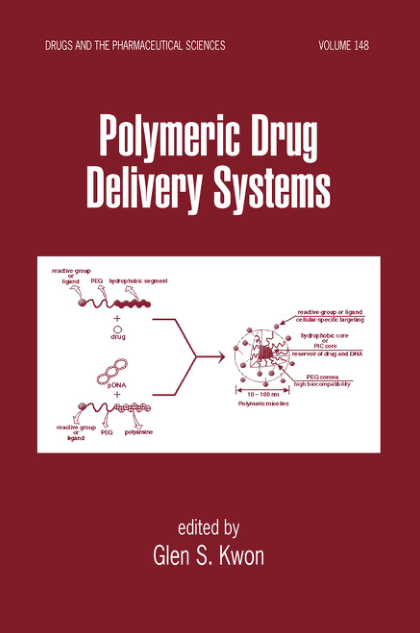 DRUGS AND THE PHARMACEUTICAL SCIENCES VOLUME 148
Polymeric Drug
Delivery Systems
reactive group
or
ligand
PEG
hydrophobic segment
+
drug
pDNA
+
reactive group
or
ligand
PEG
polyamine
reactive group or ligand
cellular-specific targeting
hydrophobic core
or
PIC core
reservoir of drug and DNA
PEG corona
high biocompatibility
10 – 100 nm
Polymeric micelles
edited by
Glen S. Kwon